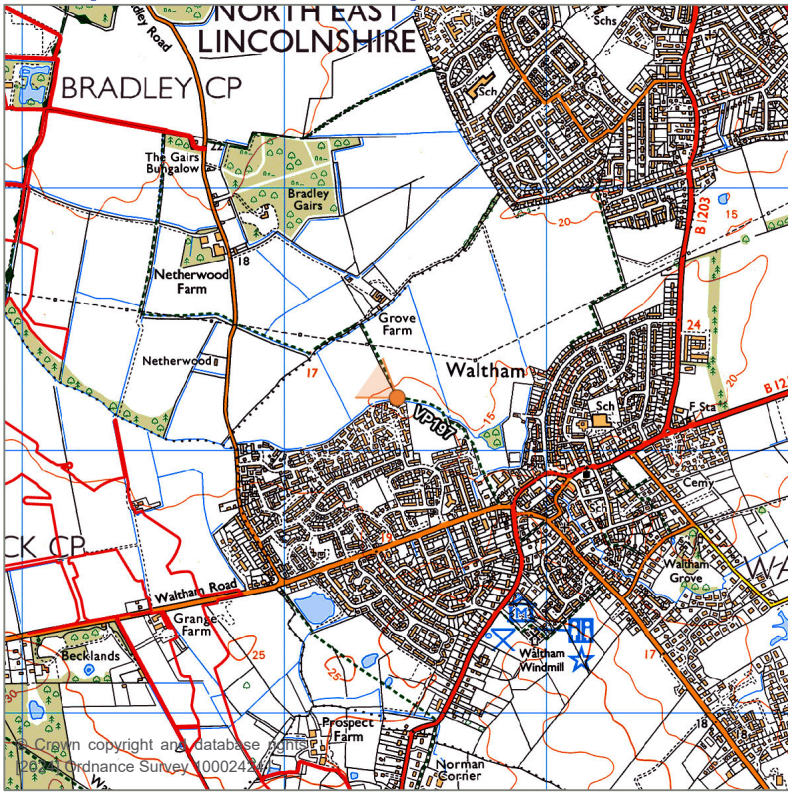 NORTH EAST
LINCOLNSHIRE
Schs
Road
BRADLEY CP
Sch
22
The Gairs
Bungalow
Bradley
Gairs
B 1203
15
20
18
Netherwood
Farm
Grove
Farm
24
Netherwood
17
Waltham
20
15
VP197
F Sta
Sch
Cemy
CK CP
19
Waltham
Grove
WA
Waltham Road
Grange
Farm
Becklands
25
25
Waltham
Windmill
17
30
Prospect
Farm
18
18
© Crown copyright and database rights
Ordnance Survey
Norman
Corner